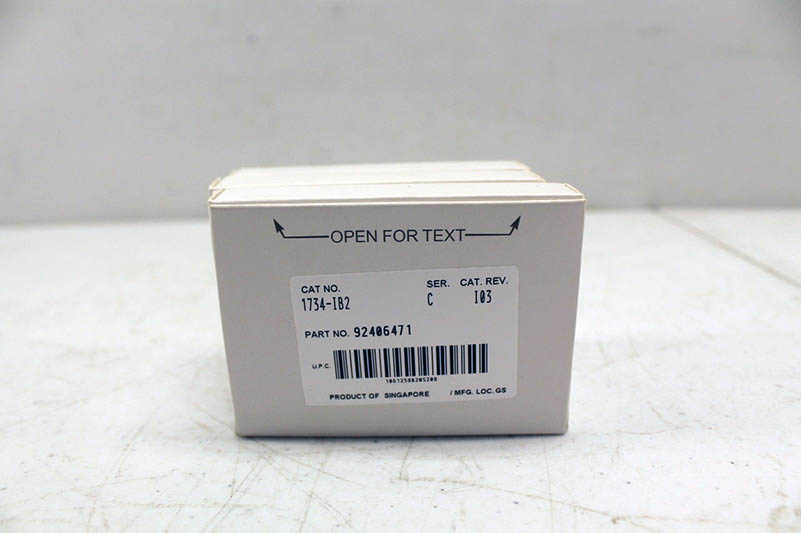 OPEN FOR TEXT
CAT NO. SER. CAT. REV.
1734-IB2 C I03
PART NO. 92406471
U.P.C.
10612598205209
PRODUCT OF SINGAPORE / MFG. LOC. GS